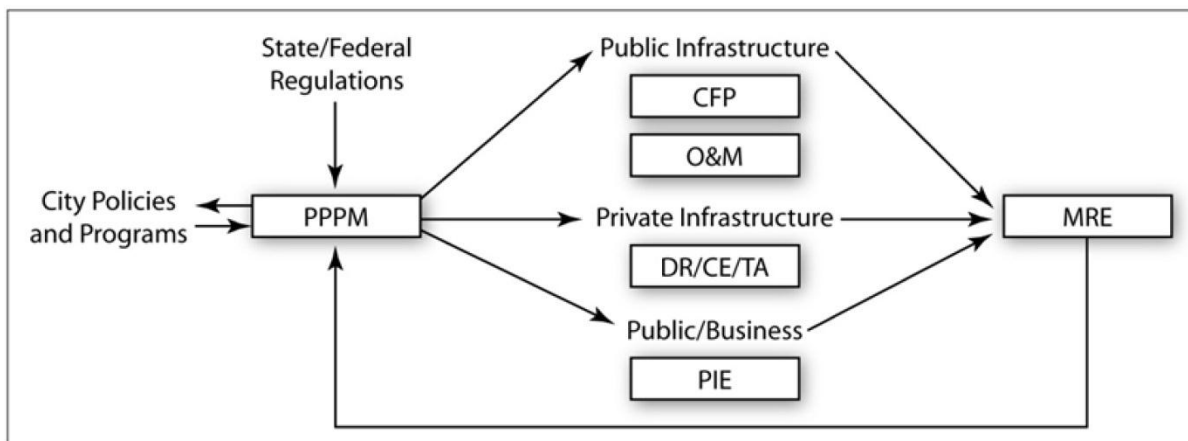 State/Federal
Regulations
Public Infrastructure
CFP
O&M
City Policies
and Programs
PPPM
Private Infrastructure
MRE
DR/CE/TA
Public/Business
PIE